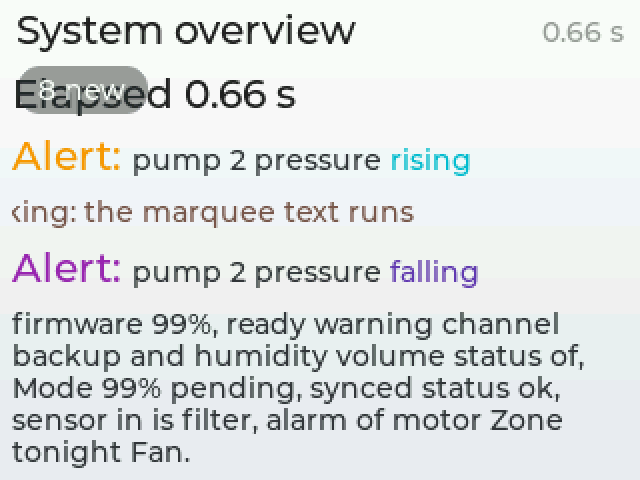 System overview 0.66 s
8 new
Elapsed 0.66 s
Alert: pump 2 pressure rising
king: the marquee text runs
Alert: pump 2 pressure falling
firmware 99%, ready warning channel
backup and humidity volume status of,
Mode 99% pending, synced status ok,
sensor in is filter, alarm of motor Zone
tonight Fan.